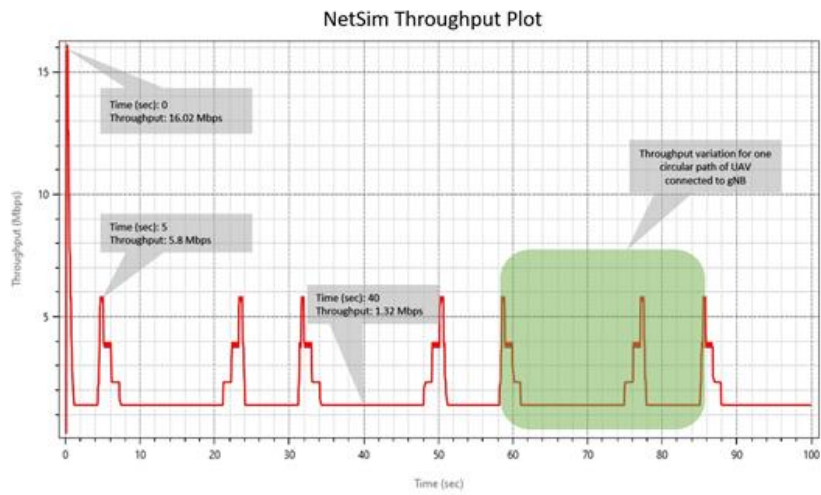 NetSim Throughput Plot
15
10
5
Throughput (Mbps)
Time (sec): 0
Throughput: 16.02 Mbps
Time (sec): 5
Throughput: 5.8 Mbps
Time (sec): 40
Throughput: 1.32 Mbps
Throughput variation for one
circular path of UAV
connected to gNB
0 10 20 30 40 50 60 70 80 90 100
Time (sec)